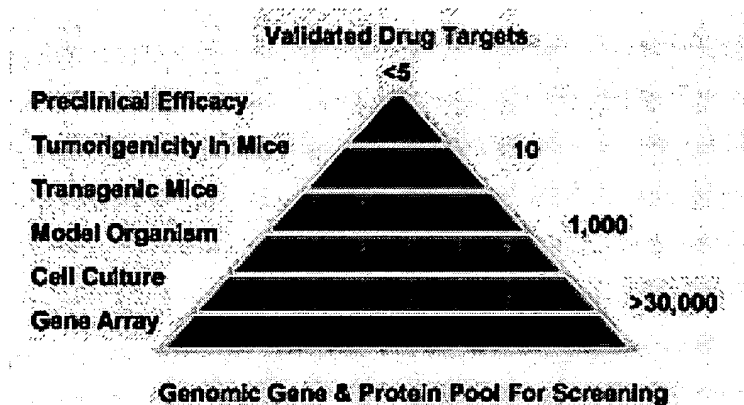 Validated Drug Targets
<5
Preclinical Efficacy
Tumorigenicity In Mice
10
Transgenic Mice
Model Organism
1,000
Cell Culture
>30,000
Gene Array
Genomic Gene & Protein Pool For Screening